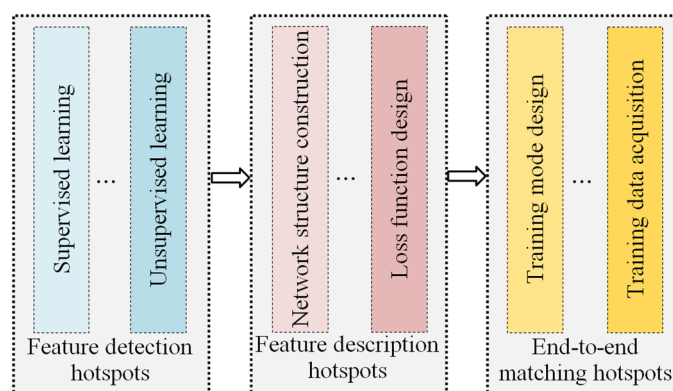 Supervised learning
...
Unsupervised learning
Feature detection
hotspots
Network structure construction
...
Loss function design
Feature description
hotspots
Training mode design
...
Training data acquisition
End-to-end
matching hotspots